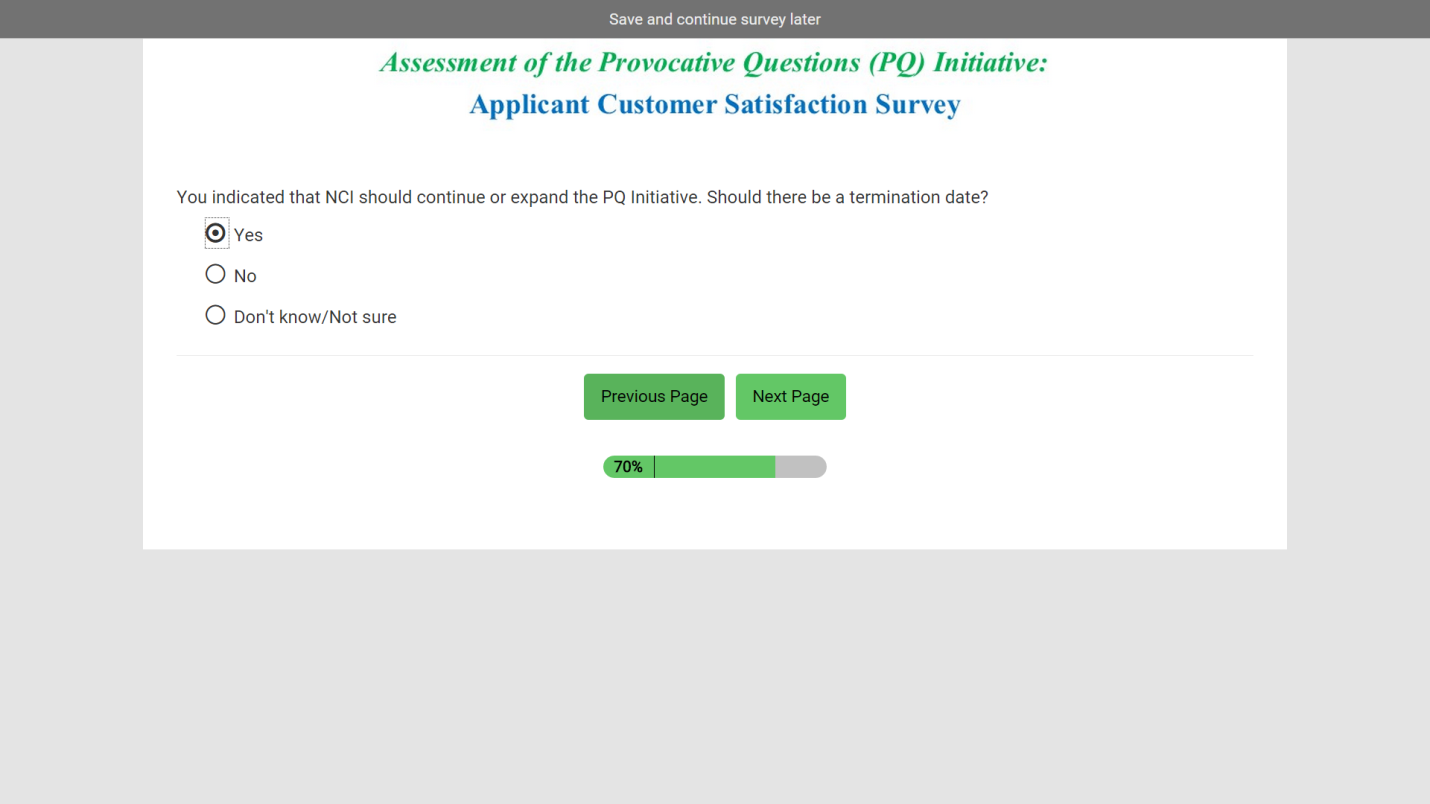 Save and continue survey later
Assessment of the Provocative Questions (PQ) Initiative:
Applicant Customer Satisfaction Survey
You indicated that NCI should continue or expand the PQ Initiative. Should there be a termination date?
Yes
No
Don't know/Not sure
Previous Page Next Page
70%